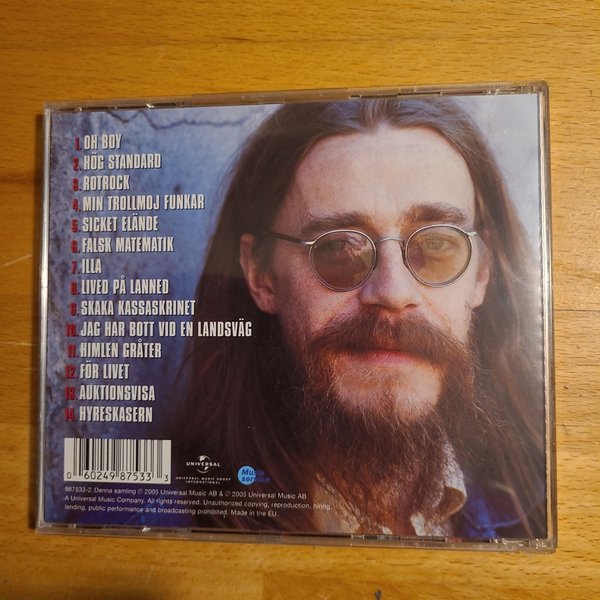 1. OH BOY
2. HÖG STANDARD
3. ROTROCK
4. MIN TROLLMOJ FUNKAR
5. SICKET ELÄNDE
6. FALSK MATEMATIK
7. ILLA
8. LIVED PÅ LANNED
9. SKAKA KASSASKRINET
10. JAG HAR BOTT VID EN LANDSVÄG
11. HIMLEN GRÅTER
12. FÖR LIVET
13. AUKTIONSVISA
14. HYRESKASERN
0 60249 87533 3
UNIVERSAL
UNIVERSAL MUSIC GROUP
INTERNATIONAL
Musik
service
987533-2. Denna samling ℗ 2005 Universal Music AB & © 2005 Universal Music AB
A Universal Music Company. All rights reserved. Unauthorized copying, reproduction, hiring,
lending, public performance and broadcasting prohibited. Made in the EU.